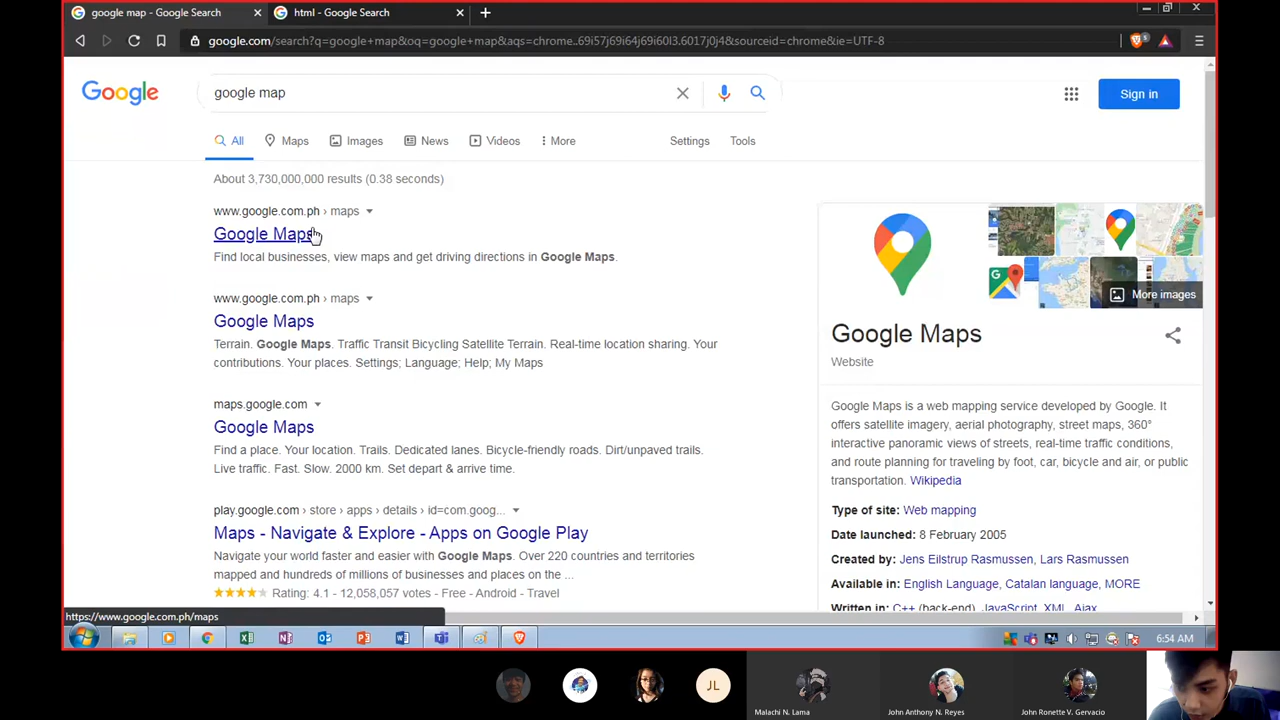 google map - Google Search
html - Google Search
google.com/search?q=google+map&oq=google+map&aqs=chrome..69i57j69i64j69i60l3.6017j0j4&sourceid=chrome&ie=UTF-8
5
Google
google map
Sign in
All
Maps
Images
News
Videos
More
Settings
Tools
About 3,730,000,000 results (0.38 seconds)
www.google.com.ph › maps
Google Maps
Find local businesses, view maps and get driving directions in Google Maps.
www.google.com.ph › maps
Google Maps
Terrain. Google Maps. Traffic Transit Bicycling Satellite Terrain. Real-time location sharing. Your
contributions. Your places. Settings; Language; Help; My Maps
maps.google.com
Google Maps
Find a place. Your location. Trails. Dedicated lanes. Bicycle-friendly roads. Dirt/unpaved trails.
Live traffic. Fast. Slow. 2000 km. Set depart & arrive time.
play.google.com › store › apps › details › id=com.goog...
Maps - Navigate & Explore - Apps on Google Play
Navigate your world faster and easier with Google Maps. Over 220 countries and territories
mapped and hundreds of millions of businesses and places on the ...
Rating: 4.1 - 12,058,057 votes - Free - Android - Travel
More images
Google Maps
Website
Google Maps is a web mapping service developed by Google. It
offers satellite imagery, aerial photography, street maps, 360°
interactive panoramic views of streets, real-time traffic conditions,
and route planning for traveling by foot, car, bicycle and air, or public
transportation. Wikipedia
Type of site: Web mapping
Date launched: 8 February 2005
Created by: Jens Eilstrup Rasmussen, Lars Rasmussen
Available in: English Language, Catalan language, MORE
Written in: C++ (back-end), JavaScript, XML, Ajax
https://www.google.com.ph/maps
6:54 AM
JL
Malachi N. Lama
John Anthony N. Reyes
John Ronette V. Gervacio